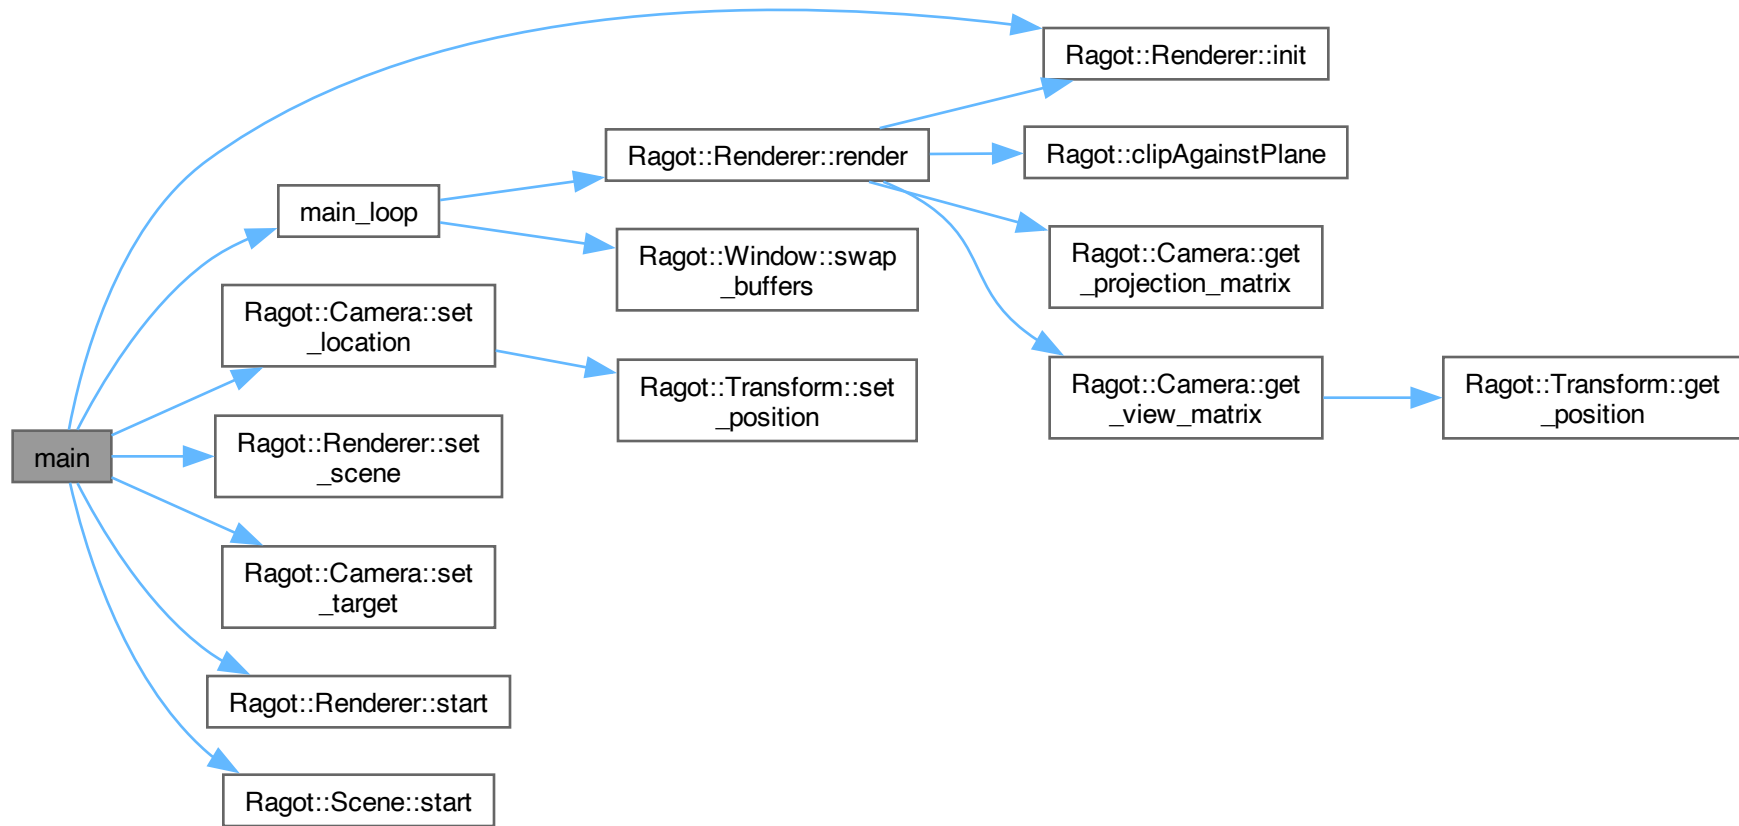 main
main_loop
Ragot::Camera::set
_location
Ragot::Renderer::set
_scene
Ragot::Camera::set
_target
Ragot::Renderer::start
Ragot::Scene::start
Ragot::Renderer::render
Ragot::Window::swap
_buffers
Ragot::Transform::set
_position
Ragot::Renderer::init
Ragot::clipAgainstPlane
Ragot::Camera::get
_projection_matrix
Ragot::Camera::get
_view_matrix
Ragot::Transform::get
_position